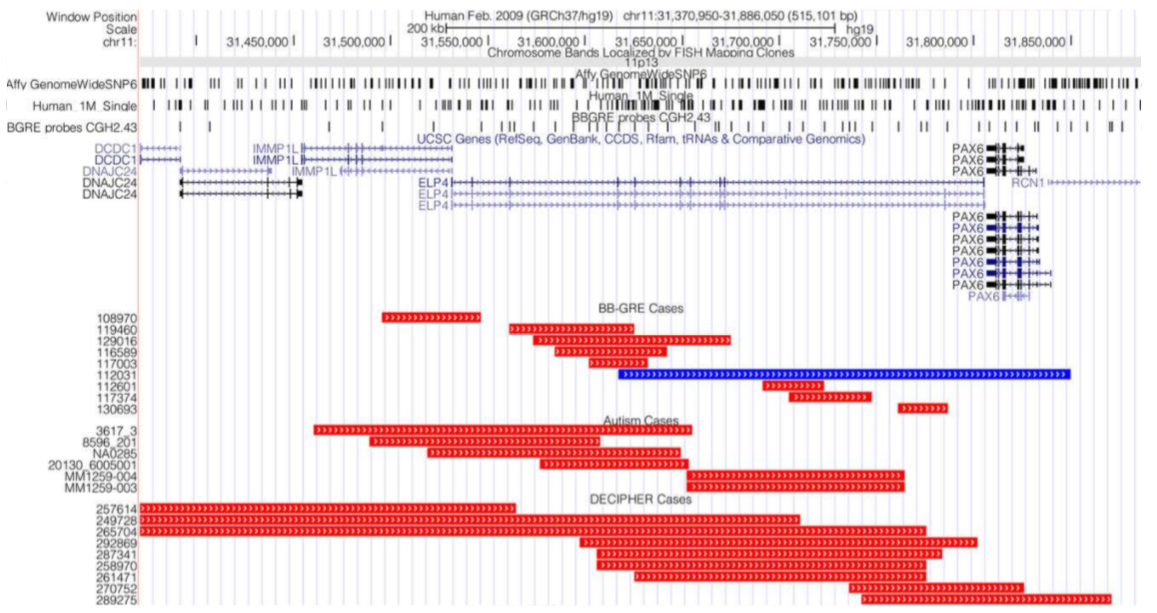 Window Position Human Feb. 2009 (GRCh37/hg19) chr11:31,370,950-31,886,050 (515,101 bp)
Scale 200 kb hg19
chr11: 31,450,000 31,500,000 31,550,000 31,600,000 31,650,000 31,700,000 31,750,000 31,800,000 31,850,000
Chromosome Bands Localized by FISH Mapping Clones
11p13
Affy GenomeWideSNP6
Affy GenomeWideSNP6
Human_1M_Single
Human_1M_Single
BBGRE probes CGH2.43
BGRE probes CGH2.43
UCSC Genes (RefSeq, GenBank, CCDS, Rfam, tRNAs & Comparative Genomics)
DCDC1 IMMP1L PAX6
DCDC1 IMMP1L PAX6
DNAJC24 IMMP1L PAX6
DNAJC24 ELP4 RCN1
DNAJC24 ELP4
ELP4
PAX6
PAX6
PAX6
PAX6
PAX6
PAX6
PAX6
PAX6
BB-GRE Cases
108970
119460
129016
116589
117003
112031
112601
117374
130693
Autism Cases
3617_3
8596_201
NA0285
20130_6005001
MM1259-004
MM1259-003
DECIPHER Cases
257614
249728
265704
292869
287341
258970
261471
270752
289275